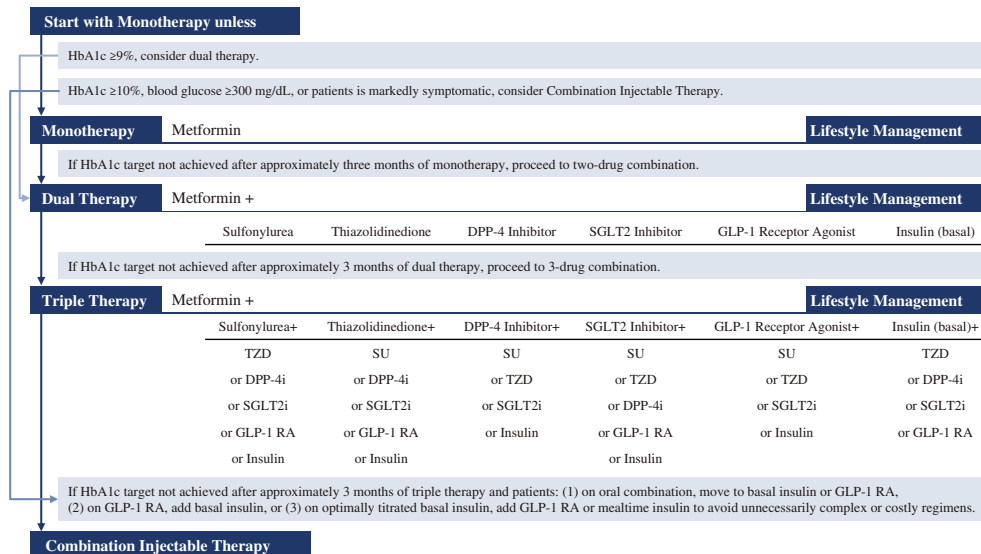 Start with Monotherapy unless
HbA1c ≥9%, consider dual therapy.
HbA1c ≥10%, blood glucose ≥300 mg/dL, or patients is markedly symptomatic, consider Combination Injectable Therapy.
Monotherapy Metformin Lifestyle Management
If HbA1c target not achieved after approximately three months of monotherapy, proceed to two-drug combination.
Dual Therapy Metformin + Lifestyle Management
Sulfonylurea Thiazolidinedione DPP-4 Inhibitor SGLT2 Inhibitor GLP-1 Receptor Agonist Insulin (basal)
If HbA1c target not achieved after approximately 3 months of dual therapy, proceed to 3-drug combination.
Triple Therapy Metformin + Lifestyle Management
Sulfonylurea+ Thiazolidinedione+ DPP-4 Inhibitor+ SGLT2 Inhibitor+ GLP-1 Receptor Agonist+ Insulin (basal)+
TZD SU SU SU SU TZD
or DPP-4i or DPP-4i or TZD or TZD or TZD or DPP-4i
or SGLT2i or SGLT2i or SGLT2i or DPP-4i or SGLT2i or SGLT2i
or GLP-1 RA or GLP-1 RA or Insulin or GLP-1 RA or Insulin or GLP-1 RA
or Insulin or Insulin or Insulin
If HbA1c target not achieved after approximately 3 months of triple therapy and patients: (1) on oral combination, move to basal insulin or GLP-1 RA,
(2) on GLP-1 RA, add basal insulin, or (3) on optimally titrated basal insulin, add GLP-1 RA or mealtime insulin to avoid unnecessarily complex or costly regimens.
Combination Injectable Therapy